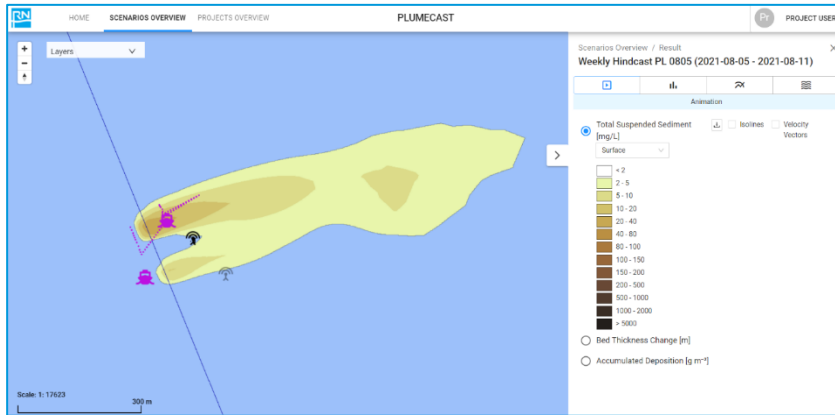 RN
HOME
SCENARIOS OVERVIEW
PROJECTS OVERVIEW
PLUMECAST
Pr
PROJECT USER
Layers
Scenarios Overview / Result
Weekly Hindcast PL 0805 (2021-08-05 - 2021-08-11)
Animation
Total Suspended Sediment
[mg/L]
Isolines
Velocity
Vectors
Surface
< 2
2 - 5
5 - 10
10 - 20
20 - 40
40 - 80
80 - 100
100 - 150
150 - 200
200 - 500
500 - 1000
1000 - 2000
> 5000
Bed Thickness Change [m]
Accumulated Deposition [g m⁻²]
Scale: 1: 17623
300 m